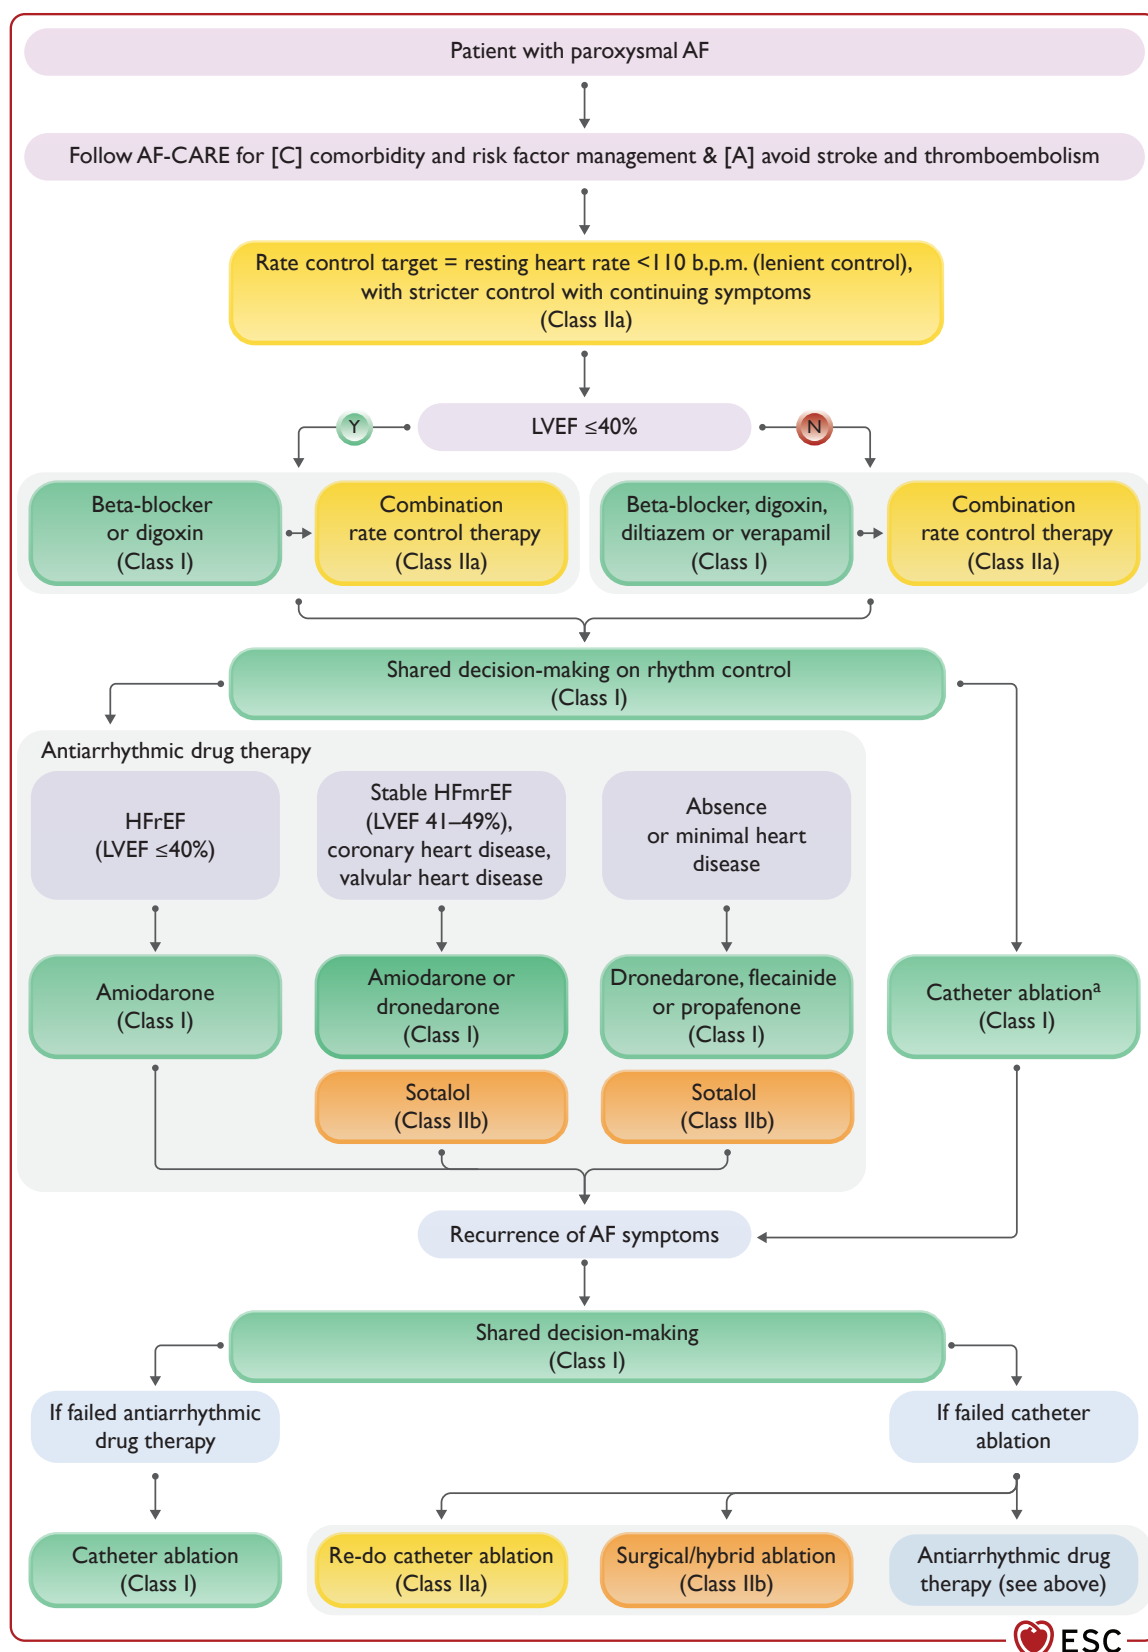 Patient with paroxysmal AF
Follow AF-CARE for [C] comorbidity and risk factor management & [A] avoid stroke and thromboembolism
Rate control target = resting heart rate <110 b.p.m. (lenient control),
with stricter control with continuing symptoms
(Class IIa)
Y
LVEF ≤40%
N
Beta-blocker
or digoxin
(Class I)
Combination
rate control therapy
(Class IIa)
Beta-blocker, digoxin,
diltiazem or verapamil
(Class I)
Combination
rate control therapy
(Class IIa)
Shared decision-making on rhythm control
(Class I)
Antiarrhythmic drug therapy
HFrEF
(LVEF ≤40%)
Stable HFmrEF
(LVEF 41–49%),
coronary heart disease,
valvular heart disease
Absence
or minimal heart
disease
Amiodarone
(Class I)
Amiodarone or
dronedarone
(Class I)
Dronedarone, flecainide
or propafenone
(Class I)
Catheter ablationᵃ
(Class I)
Sotalol
(Class IIb)
Sotalol
(Class IIb)
Recurrence of AF symptoms
Shared decision-making
(Class I)
If failed antiarrhythmic
drug therapy
If failed catheter
ablation
Catheter ablation
(Class I)
Re-do catheter ablation
(Class IIa)
Surgical/hybrid ablation
(Class IIb)
Antiarrhythmic drug
therapy (see above)
ESC